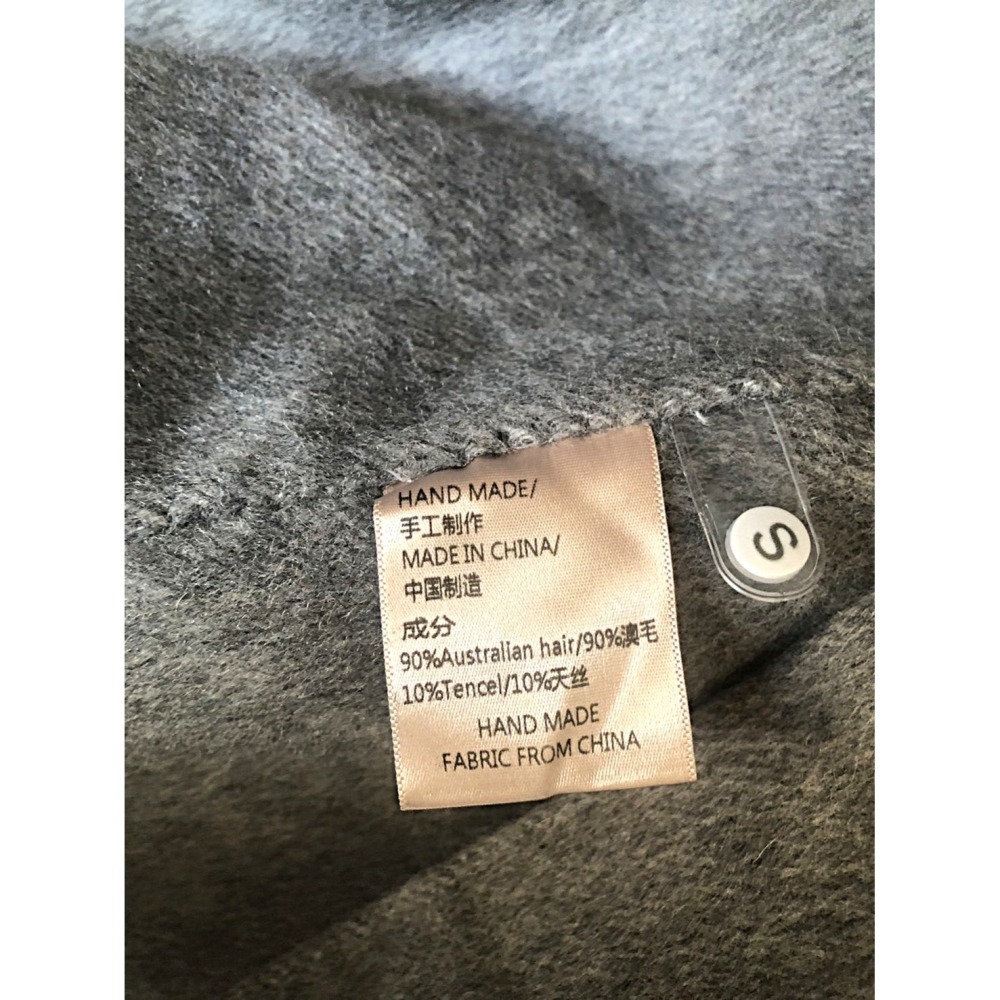 HAND MADE/
手工制作
MADE IN CHINA/
中国制造
成分
90%Australian hair/90%澳毛
10%Tencel/10%天丝
HAND MADE
FABRIC FROM CHINA
S